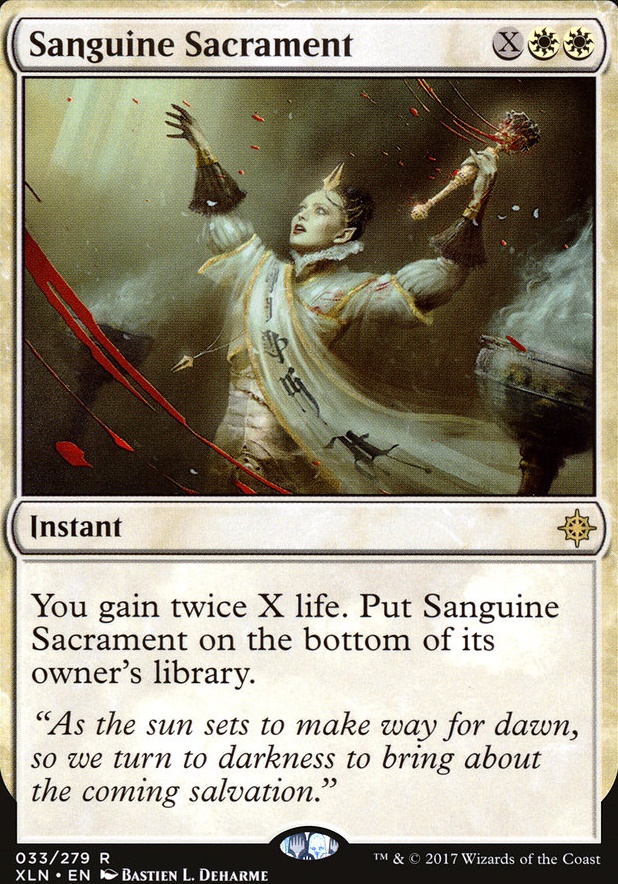 Sanguine Sacrament X
Instant
You gain twice X life. Put Sanguine
Sacrament on the bottom of its
owner's library.
“As the sun sets to make way for dawn,
so we turn to darkness to bring about
the coming salvation.”
033/279 R
XLN • EN Bastien L. Deharme
™ & © 2017 Wizards of the Coast